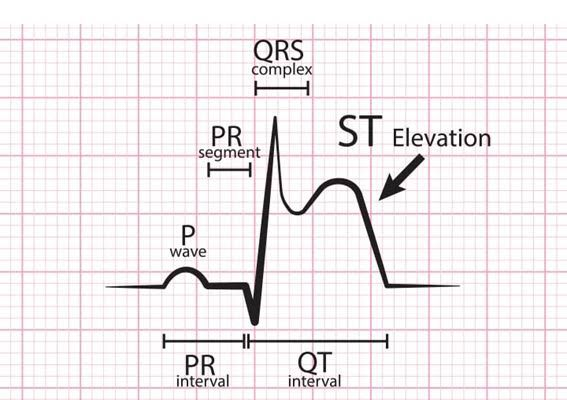 QRS
complex
PR
segment
ST Elevation
P
wave
PR
interval
QT
interval